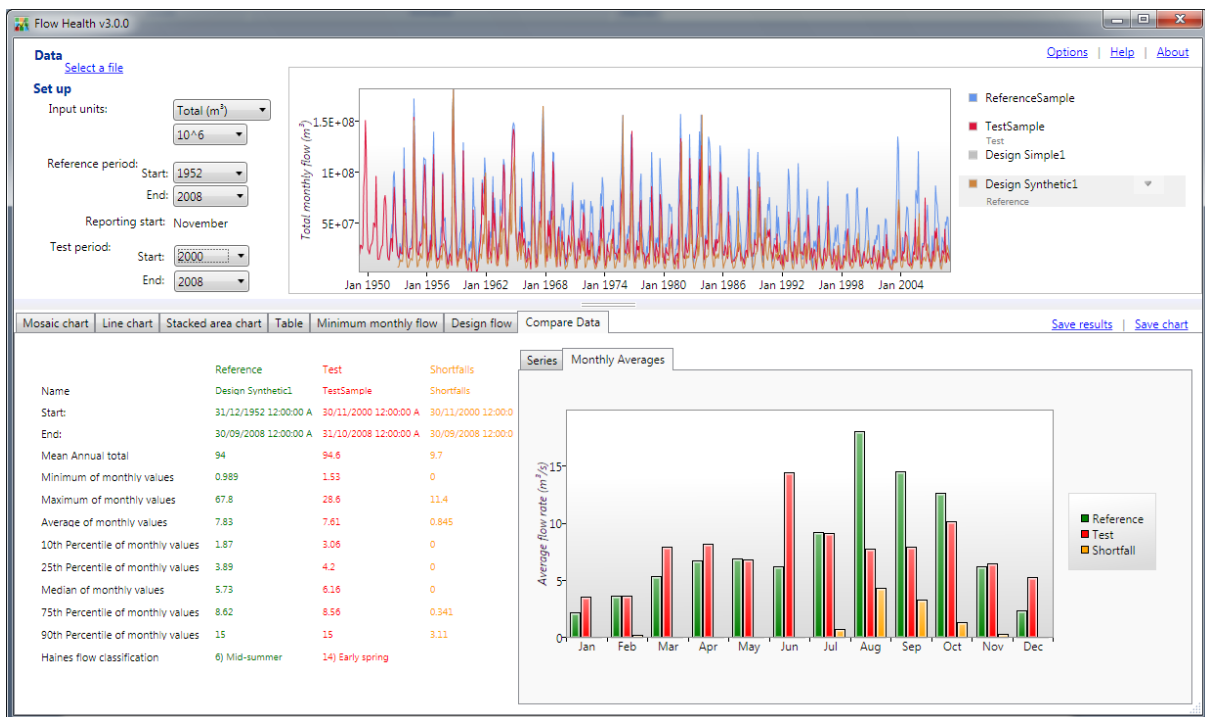 Flow Health v3.0.0
Data
Select a file
Options | Help | About
Set up
Input units: Total (m³)
10^6
Reference period:
Start: 1952
End: 2008
Reporting start: November
Test period:
Start: 2000
End: 2008
Total monthly flow (m³)
1.5E+08
1E+08
5E+07
Jan 1950 Jan 1956 Jan 1962 Jan 1968 Jan 1974 Jan 1980 Jan 1986 Jan 1992 Jan 1998 Jan 2004
ReferenceSample
TestSample
Test
Design Simple1
Design Synthetic1
Reference
Mosaic chart Line chart Stacked area chart Table Minimum monthly flow Design flow Compare Data
Save results | Save chart
Reference Test Shortfalls
Name Design Synthetic1 TestSample Shortfalls
Start: 31/12/1952 12:00:00 A 30/11/2000 12:00:00 A 30/11/2000 12:00:0
End: 30/09/2008 12:00:00 A 31/10/2008 12:00:00 A 30/09/2008 12:00:0
Mean Annual total 94 94.6 9.7
Minimum of monthly values 0.989 1.53 0
Maximum of monthly values 67.8 28.6 11.4
Average of monthly values 7.83 7.61 0.845
10th Percentile of monthly values 1.87 3.06 0
25th Percentile of monthly values 3.89 4.2 0
Median of monthly values 5.73 6.16 0
75th Percentile of monthly values 8.62 8.56 0.341
90th Percentile of monthly values 15 15 3.11
Haines flow classification 6) Mid-summer 14) Early spring
Series Monthly Averages
Average flow rate (m³/s)
15
10
5
0
Jan Feb Mar Apr May Jun Jul Aug Sep Oct Nov Dec
Reference
Test
Shortfall